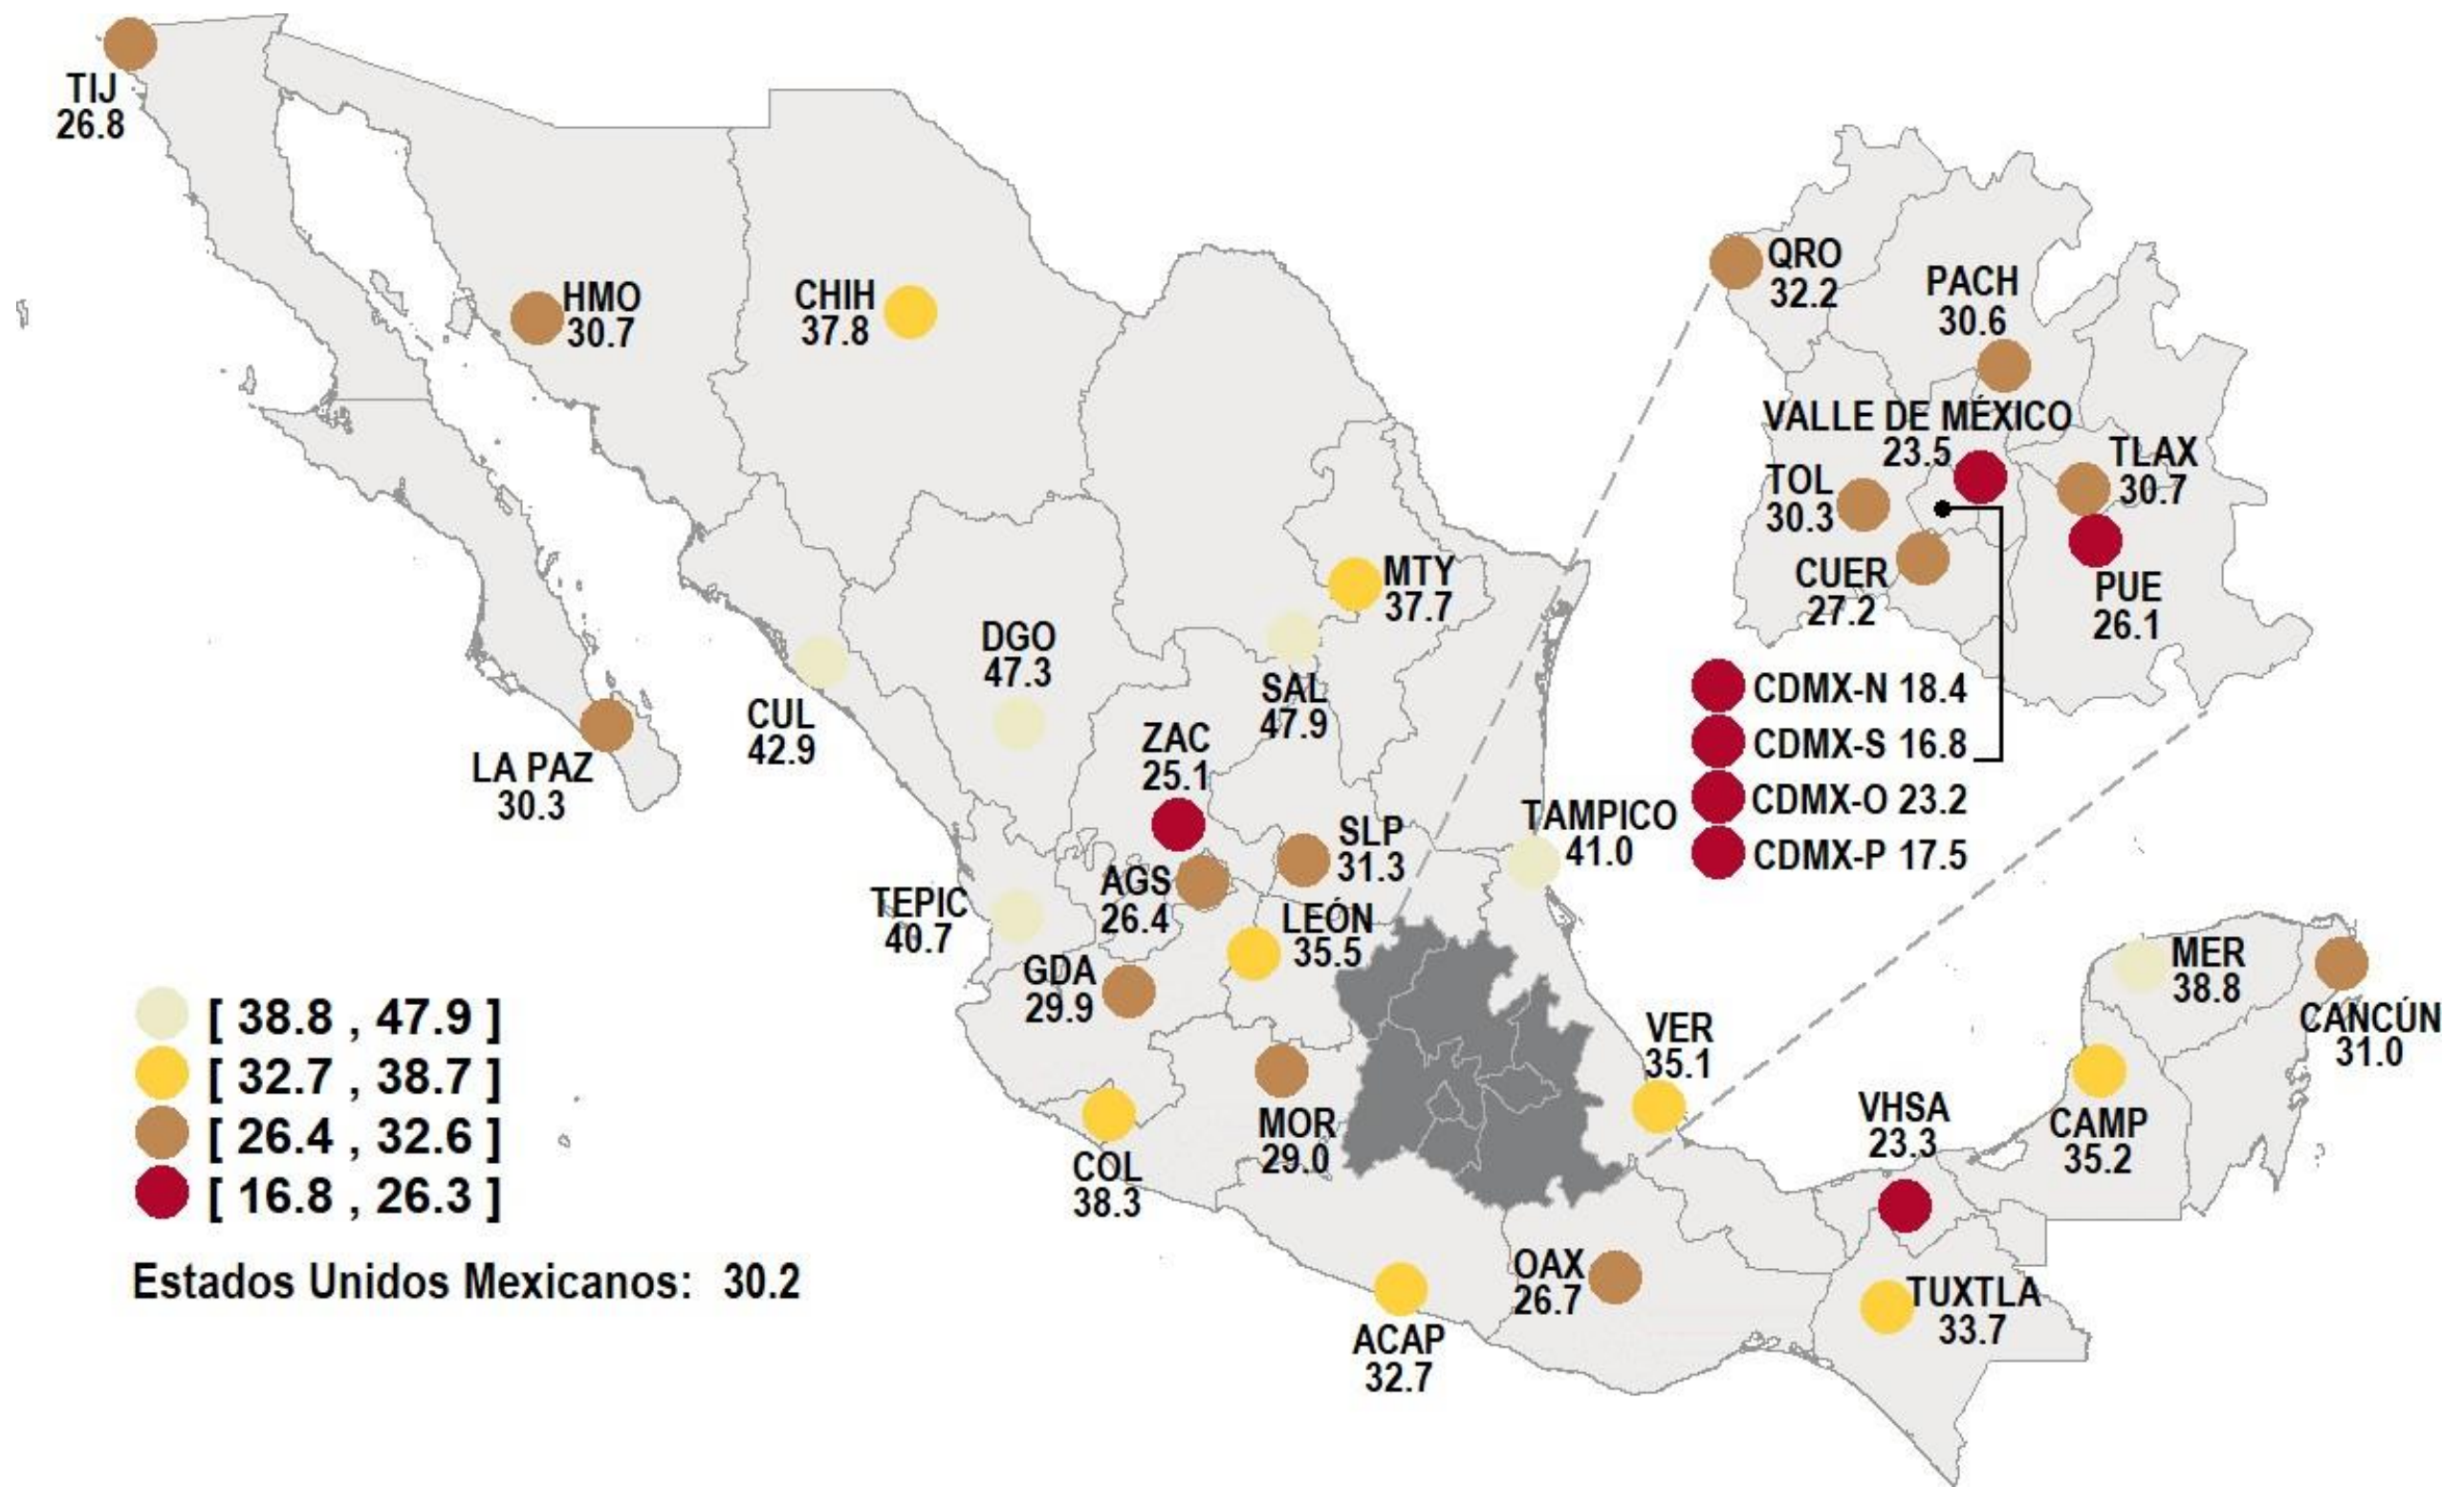 TIJ
26.8
HMO
30.7
CHIH
37.8
QRO
32.2
PACH
30.6
VALLE DE MÉXICO
23.5
TLAX
30.7
TOL
30.3
CUER
27.2
PUE
26.1
MTY
37.7
DGO
47.3
SAL
47.9
CUL
42.9
ZAC
25.1
LA PAZ
30.3
CDMX-N 18.4
CDMX-S 16.8
CDMX-O 23.2
CDMX-P 17.5
TAMPICO
41.0
SLP
31.3
AGS
26.4
TEPIC
40.7
LEÓN
35.5
GDA
29.9
MER
38.8
CANCÚN
31.0
VER
35.1
MOR
29.0
COL
38.3
VHSA
23.3
CAMP
35.2
OAX
26.7
TUXTLA
33.7
ACAP
32.7
[ 38.8 , 47.9 ]
[ 32.7 , 38.7 ]
[ 26.4 , 32.6 ]
[ 16.8 , 26.3 ]
Estados Unidos Mexicanos: 30.2